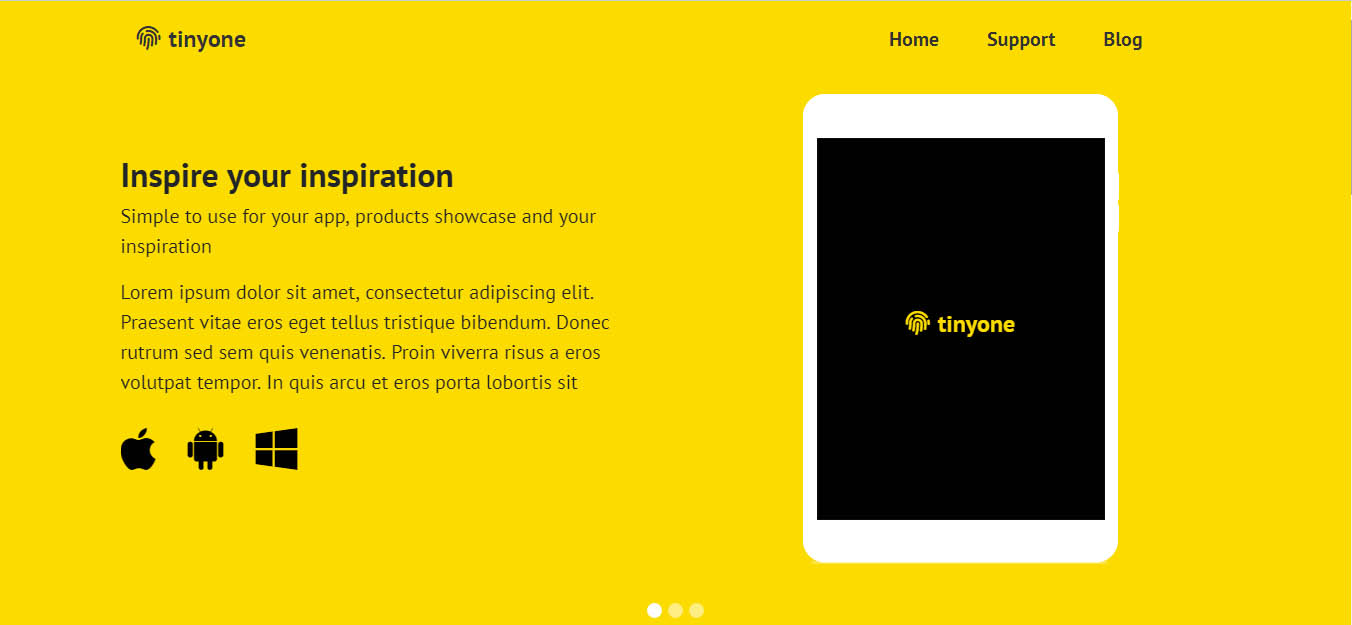 tinyone
Home Support Blog
Inspire your inspiration
Simple to use for your app, products showcase and your
inspiration
Lorem ipsum dolor sit amet, consectetur adipiscing elit.
Praesent vitae eros eget tellus tristique bibendum. Donec
rutrum sed sem quis venenatis. Proin viverra risus a eros
volutpat tempor. In quis arcu et eros porta lobortis sit
tinyone